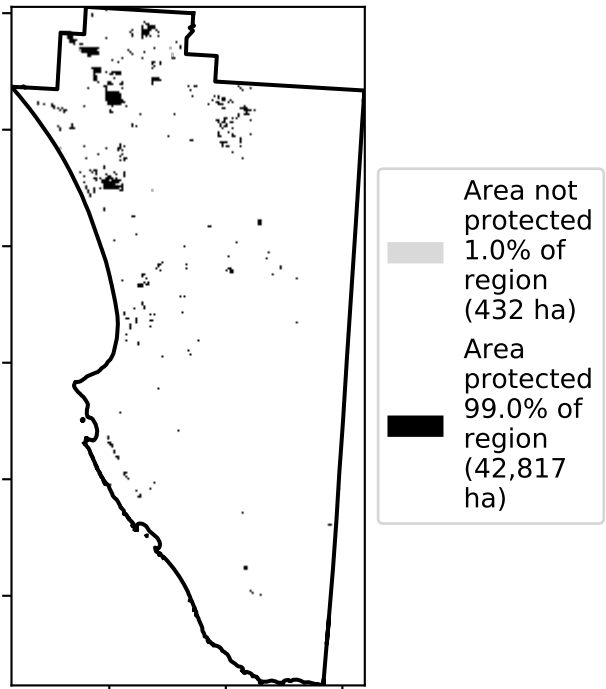 Area not
protected
1.0% of
region
(432 ha)
Area
protected
99.0% of
region
(42,817
ha)